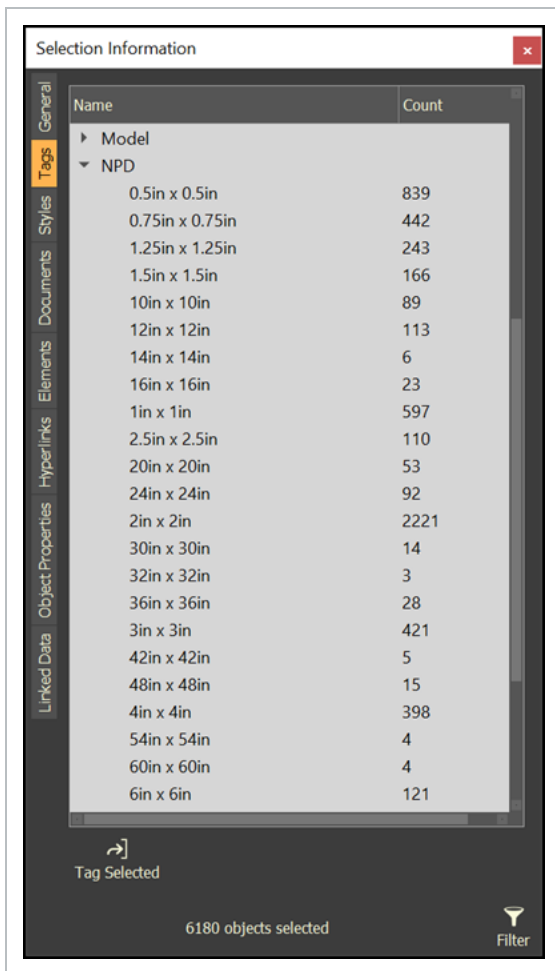 Selection Information
General
Tags
Styles
Documents
Elements
Hyperlinks
Object Properties
Linked Data
Name Count
Model
NPD
0.5in x 0.5in 839
0.75in x 0.75in 442
1.25in x 1.25in 243
1.5in x 1.5in 166
10in x 10in 89
12in x 12in 113
14in x 14in 6
16in x 16in 23
1in x 1in 597
2.5in x 2.5in 110
20in x 20in 53
24in x 24in 92
2in x 2in 2221
30in x 30in 14
32in x 32in 3
36in x 36in 28
3in x 3in 421
42in x 42in 5
48in x 48in 15
4in x 4in 398
54in x 54in 4
60in x 60in 4
6in x 6in 121
Tag Selected
6180 objects selected
Filter